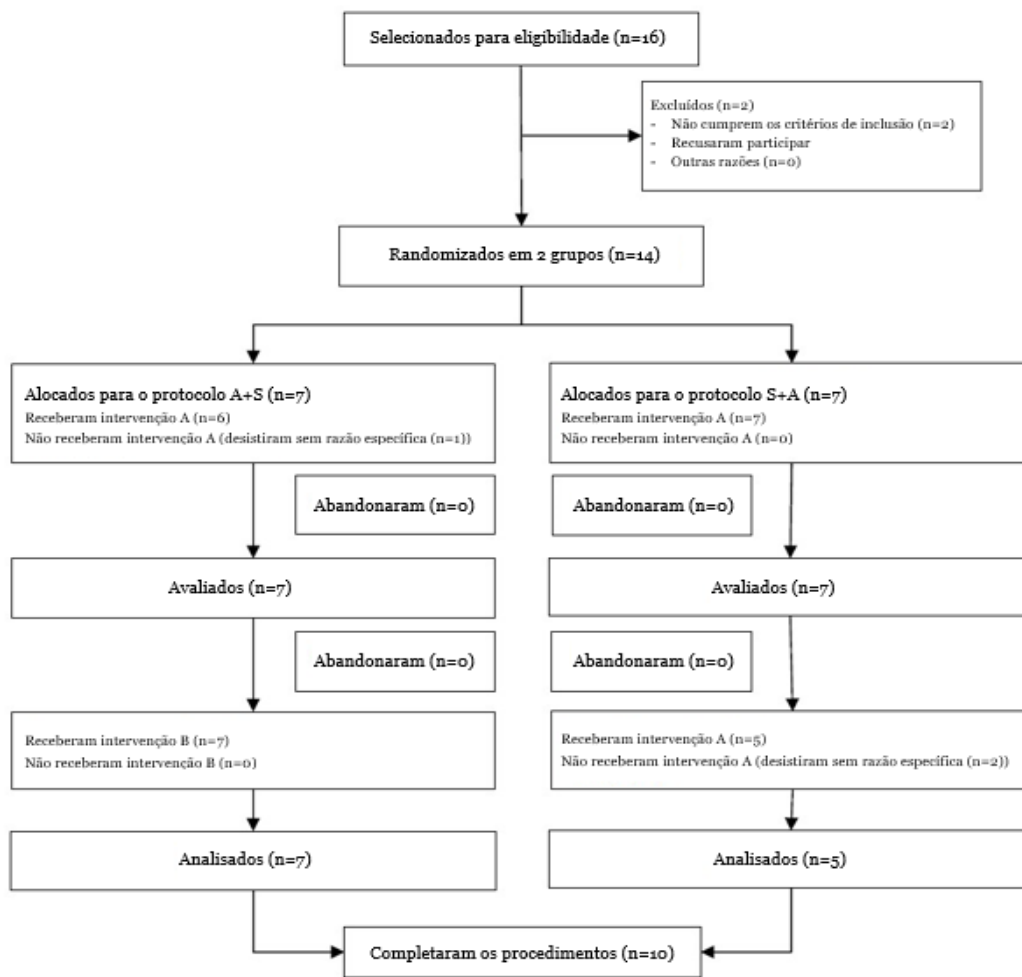 Selecionados para eligibilidade (n=16)
Excluídos (n=2)
- Não cumprem os critérios de inclusão (n=2)
- Recusaram participar
- Outras razões (n=0)
Randomizados em 2 grupos (n=14)
Alocados para o protocolo A+S (n=7)
Receberam intervenção A (n=6)
Não receberam intervenção A (desistiram sem razão específica (n=1))
Alocados para o protocolo S+A (n=7)
Receberam intervenção A (n=7)
Não receberam intervenção A (n=0)
Abandonaram (n=0)
Abandonaram (n=0)
Avaliados (n=7)
Avaliados (n=7)
Abandonaram (n=0)
Abandonaram (n=0)
Receberam intervenção B (n=7)
Não receberam intervenção B (n=0)
Receberam intervenção A (n=5)
Não receberam intervenção A (desistiram sem razão específica (n=2))
Analisados (n=7)
Analisados (n=5)
Completaram os procedimentos (n=10)